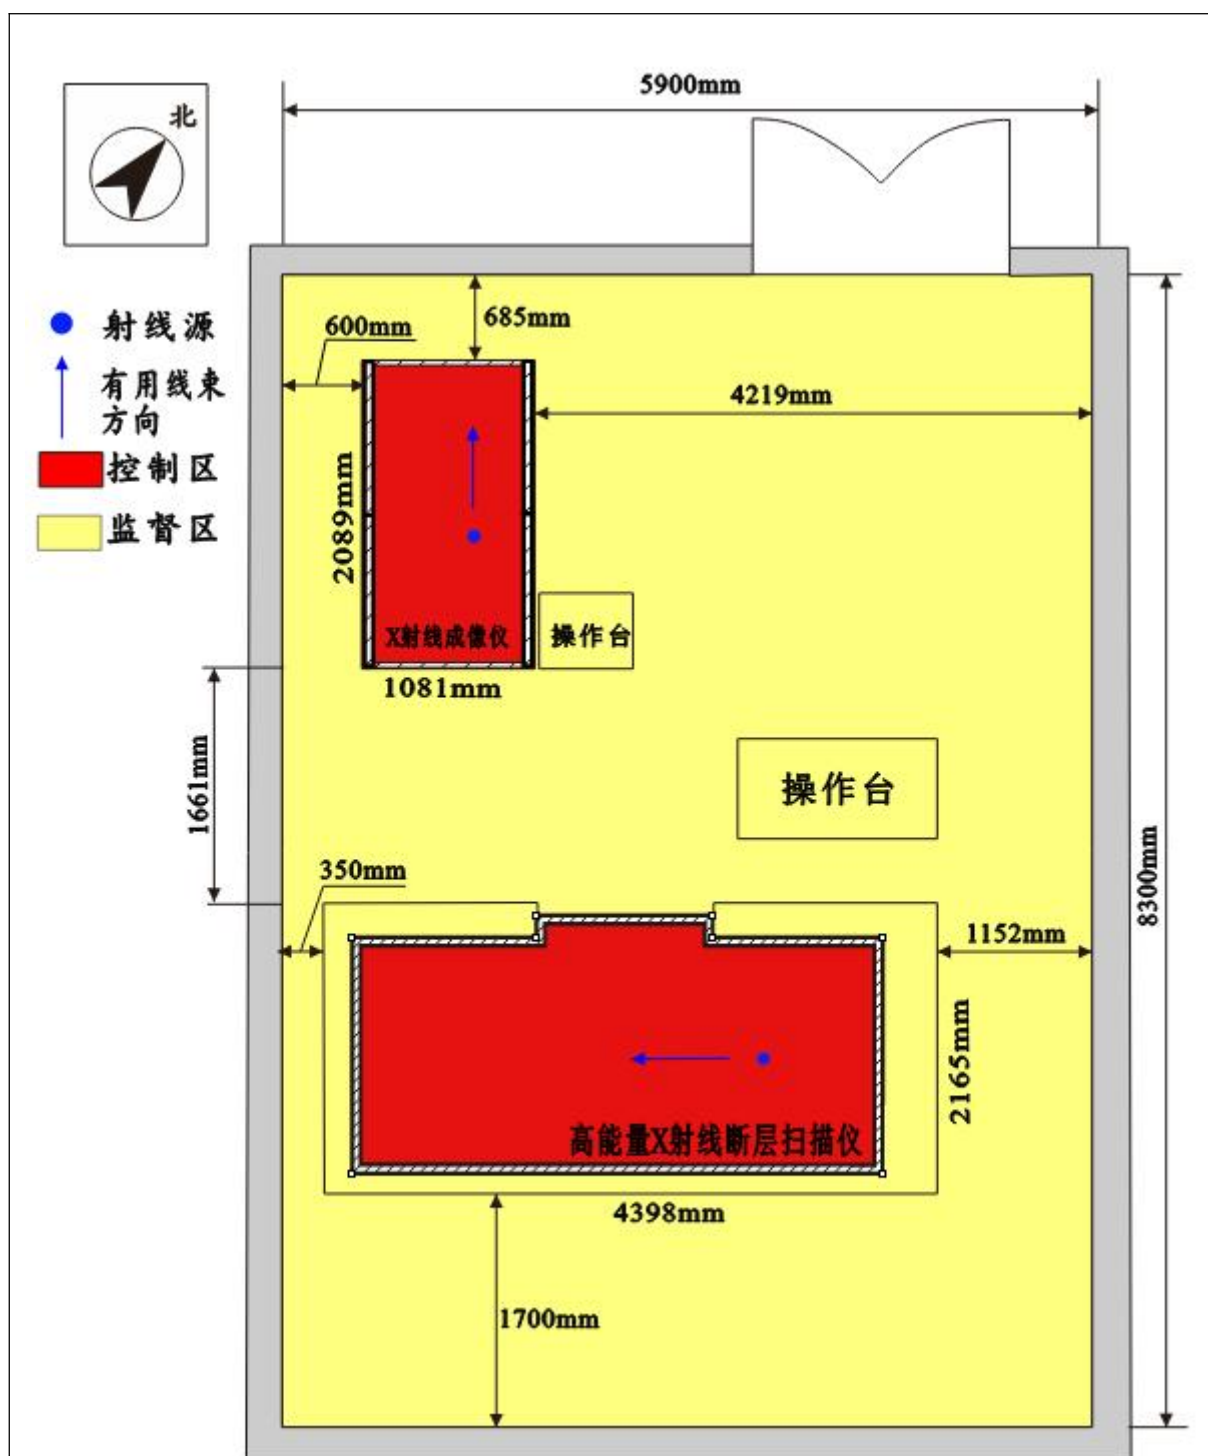 5900mm
北
射线源
有用线束
方向
控制区
监督区
600mm
685mm
4219mm
2089mm
X射线成像仪
操作台
1081mm
1661mm
操作台
350mm
8300mm
1152mm
2165mm
高能量X射线断层扫描仪
4398mm
1700mm